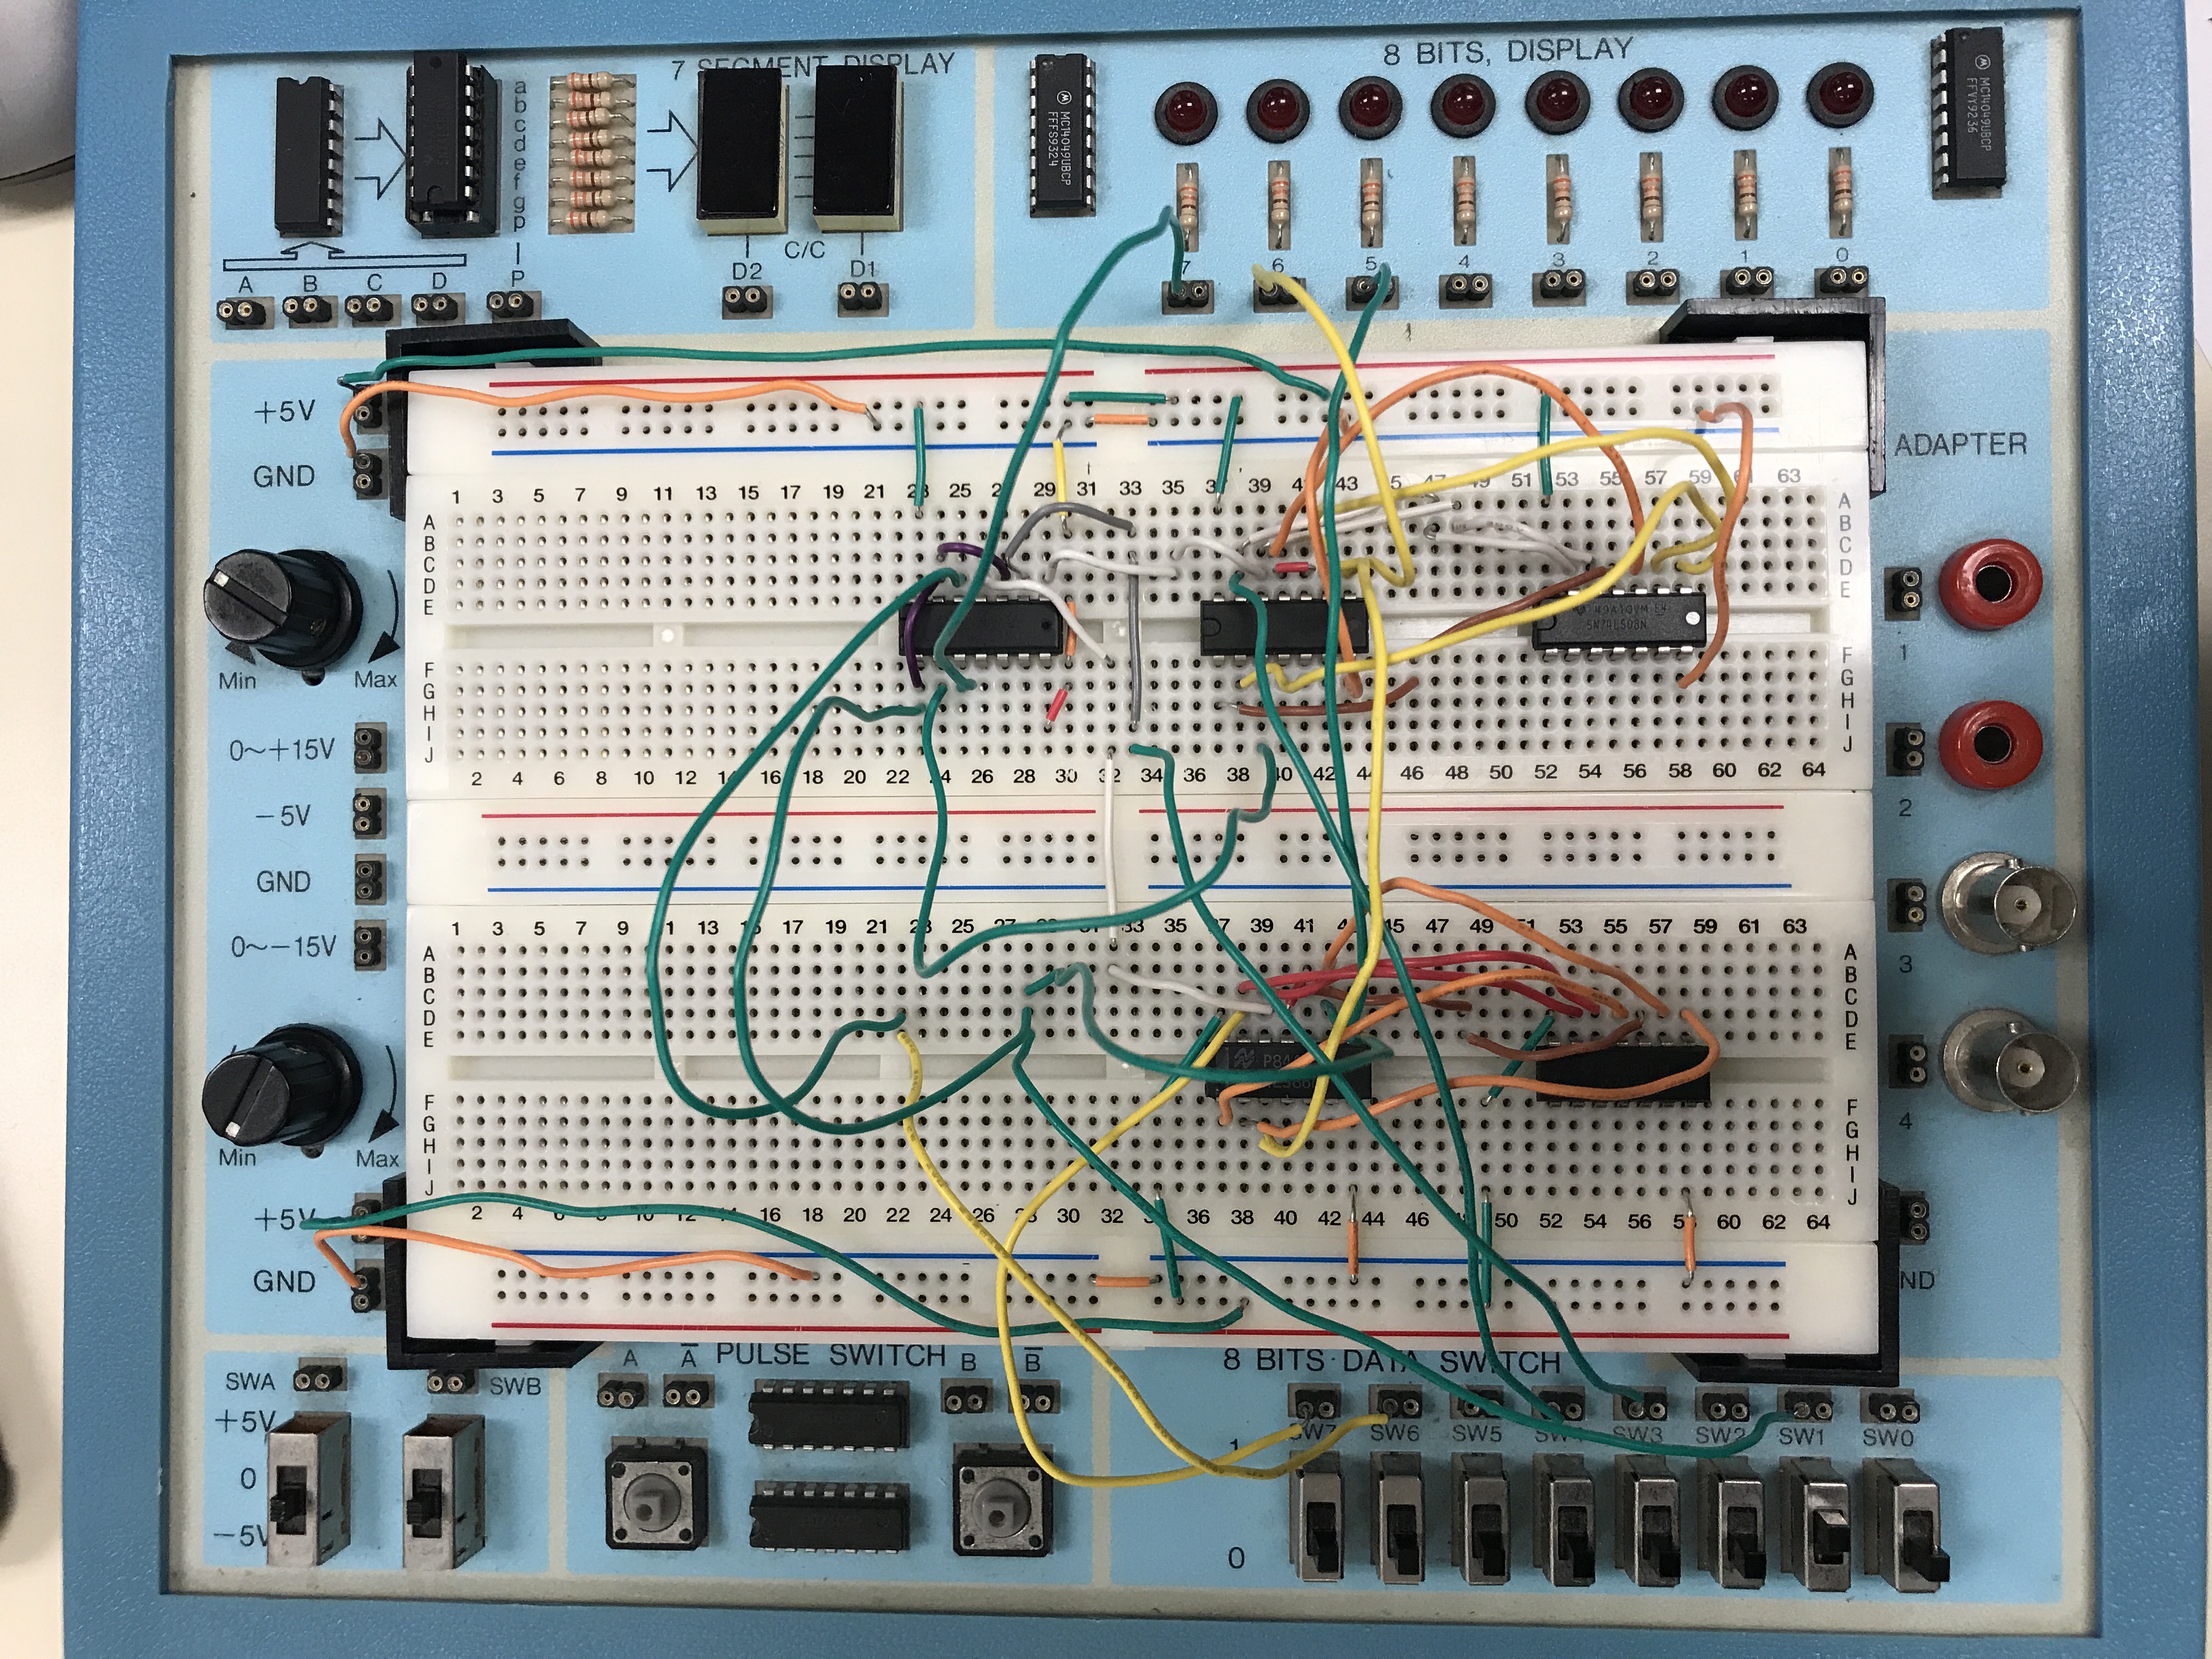 SWA
+5V
0
-5V
SWB
GND
+5V
Min
Max
0~-15V
GND
-5V
0~+15V
Min
Max
GND
+5V
A
B
C
D
P
a
b
c
d
e
f
g
p
7 SEGMENT DISPLAY
D2
C/C
D1
A
A
PULSE SWITCH
B
B
J I H G F E D C B A
J I H G F E D C B A
MC14049UBCP
FFFS9324
8 BITS DATA SWITCH
0
1
SW7
SW6
SW5
SW3
SW2
SW1
SW0
8 BITS, DISPLAY
7
6
5
4
3
2
1
0
J I H G F E D C B A
J I H G F E D C B A
4
3
2
1
ADAPTER
MC14049UBCP
FFVY9236